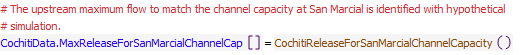 # The upstream maximum flow to match the channel capacity at San Marcial is identified with hypothetical
# simulation.
CochitiData.MaxReleaseForSanMarcialChannelCap [] = CochitiReleaseForSanMarcialChannelCapacity ()